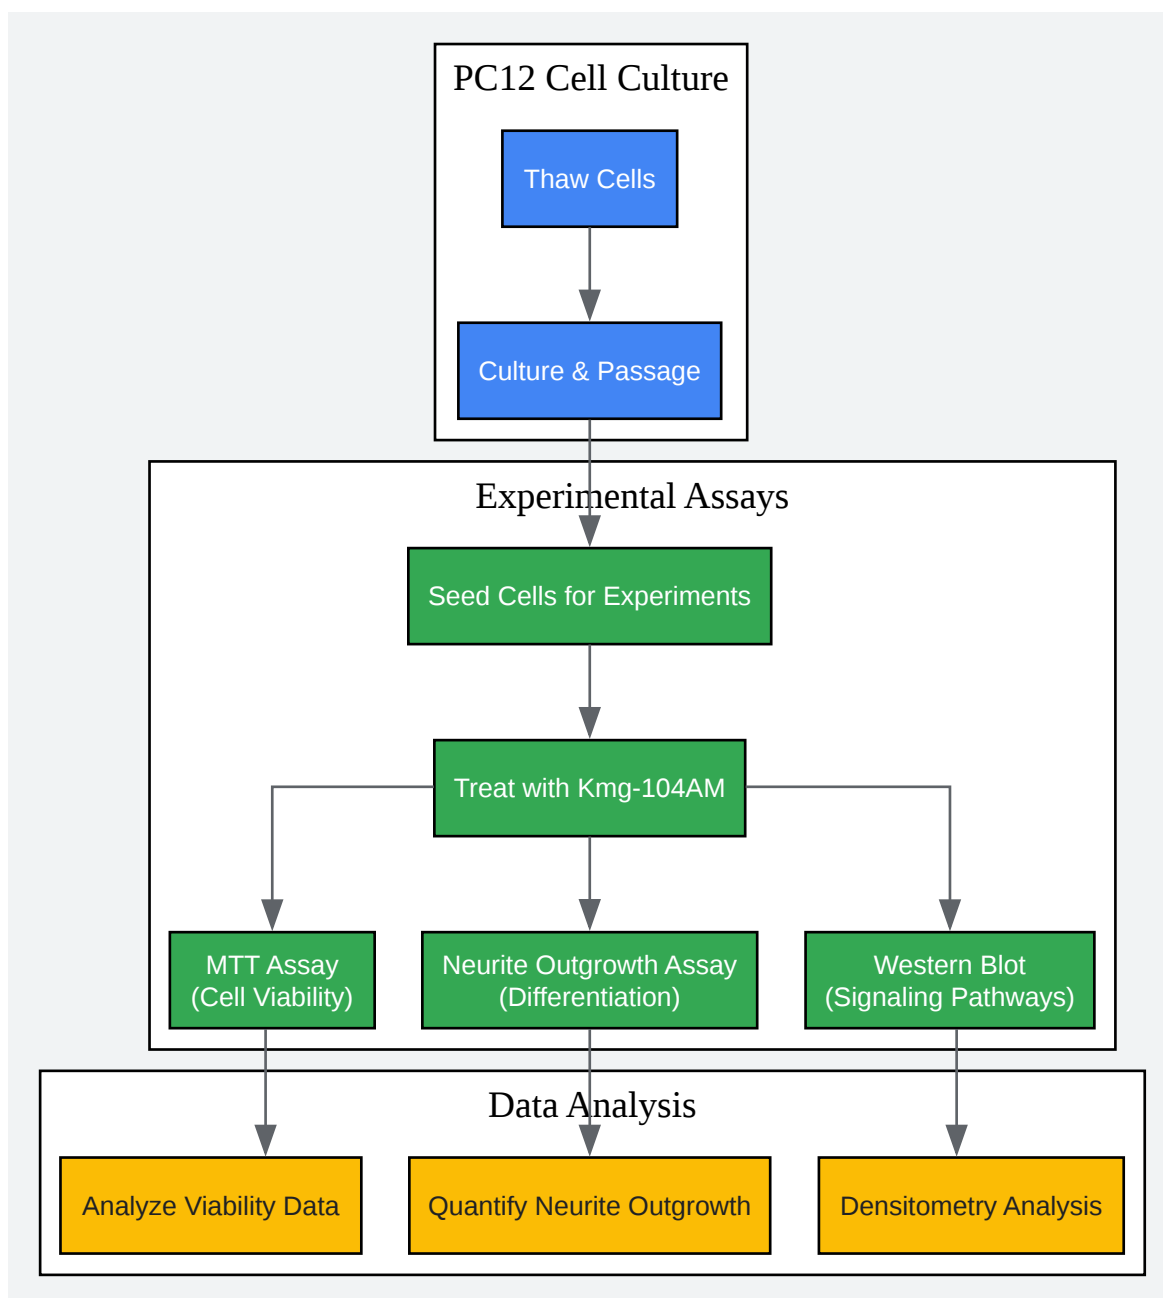 PC12 Cell Culture
Thaw Cells
Culture & Passage
Experimental Assays
Seed Cells for Experiments
Treat with Kmg-104AM
MTT Assay
(Cell Viability)
Neurite Outgrowth Assay
(Differentiation)
Western Blot
(Signaling Pathways)
Data Analysis
Analyze Viability Data
Quantify Neurite Outgrowth
Densitometry Analysis